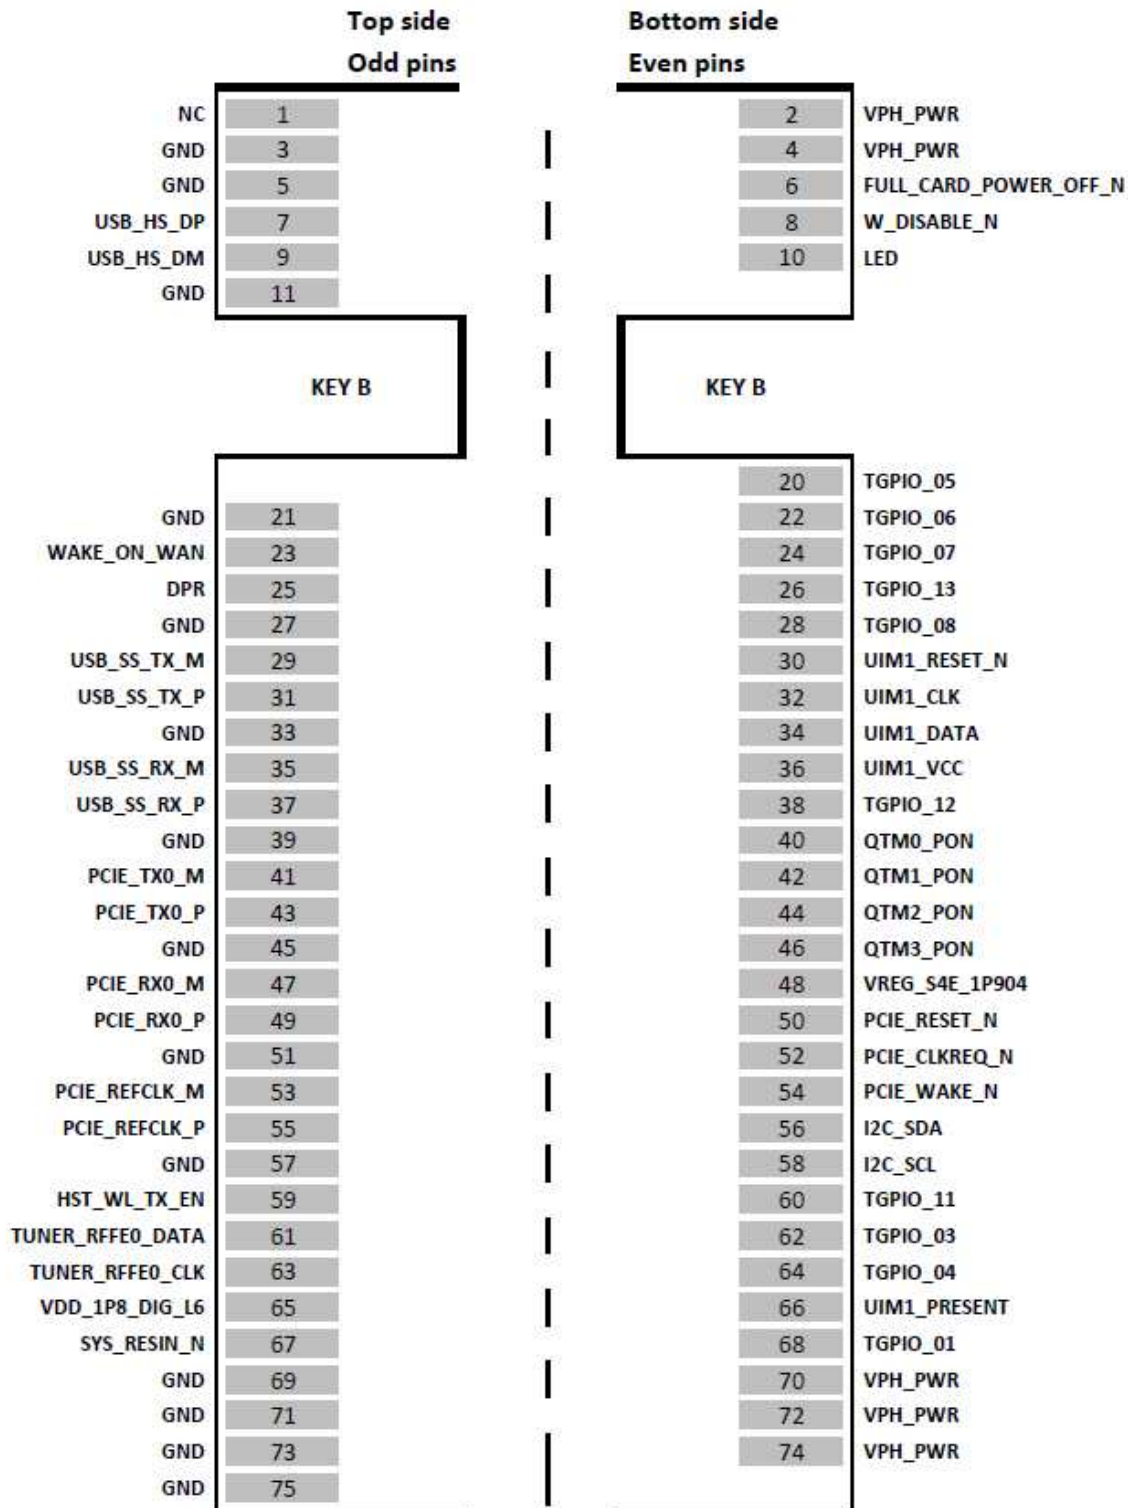 Top side Bottom side
Odd pins Even pins
NC 1 2 VPH_PWR
GND 3 4 VPH_PWR
GND 5 6 FULL_CARD_POWER_OFF_N
USB_HS_DP 7 8 W_DISABLE_N
USB_HS_DM 9 10 LED
GND 11
KEY B KEY B
20 TGPIO_05
GND 21 22 TGPIO_06
WAKE_ON_WAN 23 24 TGPIO_07
DPR 25 26 TGPIO_13
GND 27 28 TGPIO_08
USB_SS_TX_M 29 30 UIM1_RESET_N
USB_SS_TX_P 31 32 UIM1_CLK
GND 33 34 UIM1_DATA
USB_SS_RX_M 35 36 UIM1_VCC
USB_SS_RX_P 37 38 TGPIO_12
GND 39 40 QTM0_PON
PCIE_TX0_M 41 42 QTM1_PON
PCIE_TX0_P 43 44 QTM2_PON
GND 45 46 QTM3_PON
PCIE_RX0_M 47 48 VREG_S4E_1P904
PCIE_RX0_P 49 50 PCIE_RESET_N
GND 51 52 PCIE_CLKREQ_N
PCIE_REFCLK_M 53 54 PCIE_WAKE_N
PCIE_REFCLK_P 55 56 I2C_SDA
GND 57 58 I2C_SCL
HST_WL_TX_EN 59 60 TGPIO_11
TUNER_RFFE0_DATA 61 62 TGPIO_03
TUNER_RFFE0_CLK 63 64 TGPIO_04
VDD_1P8_DIG_L6 65 66 UIM1_PRESENT
SYS_RESIN_N 67 68 TGPIO_01
GND 69 70 VPH_PWR
GND 71 72 VPH_PWR
GND 73 74 VPH_PWR
GND 75